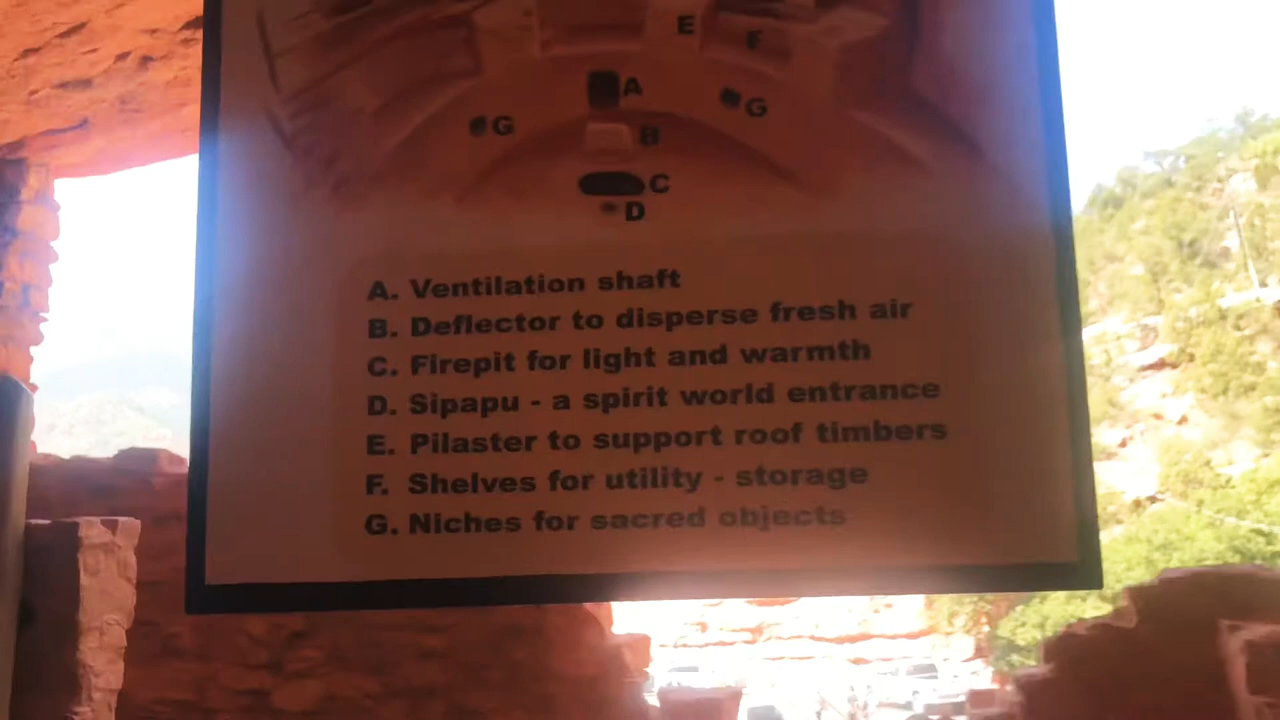 E
F
A
G
G
B
C
D
A. Ventilation shaft
B. Deflector to disperse fresh air
C. Firepit for light and warmth
D. Sipapu - a spirit world entrance
E. Pilaster to support roof timbers
F. Shelves for utility - storage
G. Niches for sacred objects